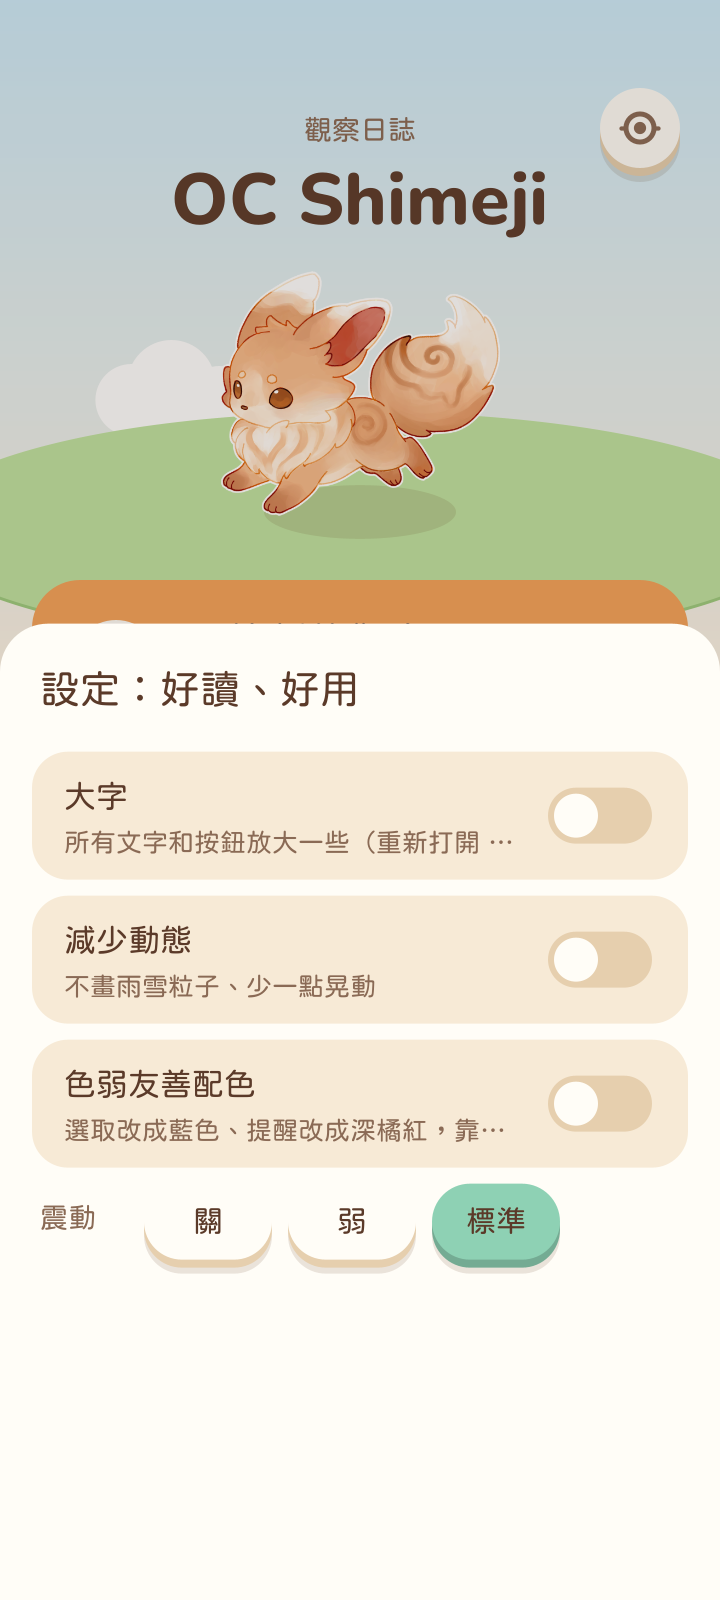 觀察日誌
OC Shimeji
設定：好讀、好用
大字
所有文字和按鈕放大一些（重新打開 …
減少動態
不畫雨雪粒子、少一點晃動
色弱友善配色
選取改成藍色、提醒改成深橘紅，靠…
震動
關
弱
標準